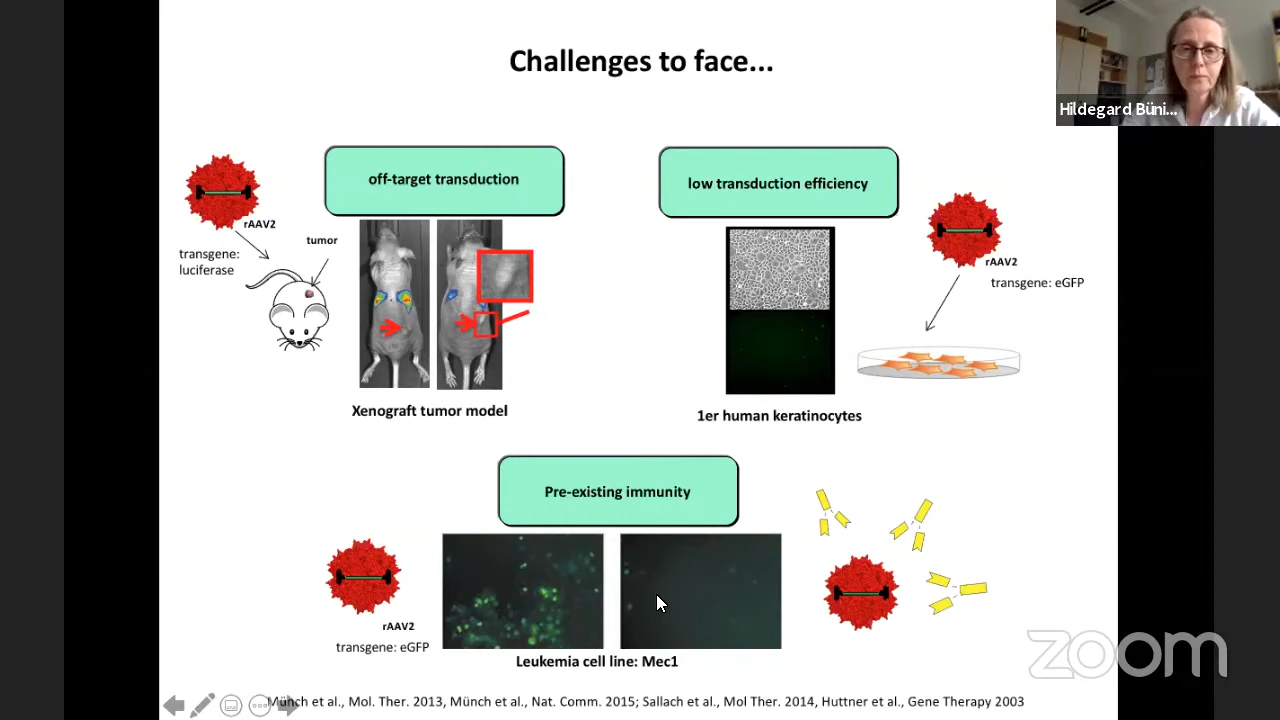 Challenges to face...
Hildegard Büni...
off-target transduction
low transduction efficiency
rAAV2
transgene:
luciferase
tumor
rAAV2
transgene: eGFP
Xenograft tumor model
1er human keratinocytes
Pre-existing immunity
rAAV2
transgene: eGFP
Leukemia cell line: Mec1
zoom
Münch et al., Mol. Ther. 2013, Münch et al., Nat. Comm. 2015; Sallach et al., Mol Ther. 2014, Huttner et al., Gene Therapy 2003